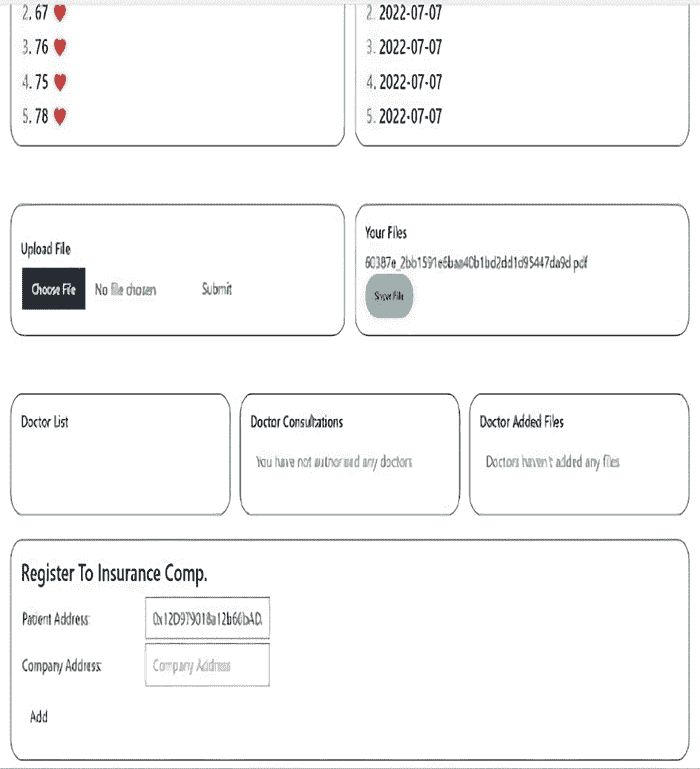 2. 67
3. 76
4. 75
5. 78
2. 2022-07-07
3. 2022-07-07
4. 2022-07-07
5. 2022-07-07
Upload File
Choose File No file chosen Submit
Your Files
60387e_2bb1591e6baa40b1bd2dd1d95447da9d.pdf
Show File
Doctor List
Doctor Consultations
You have not authorised any doctors
Doctor Added Files
Doctors haven't added any files
Register To Insurance Comp.
Patient Address:
0x12D979018a12b60bAD
Company Address:
Company Address
Add